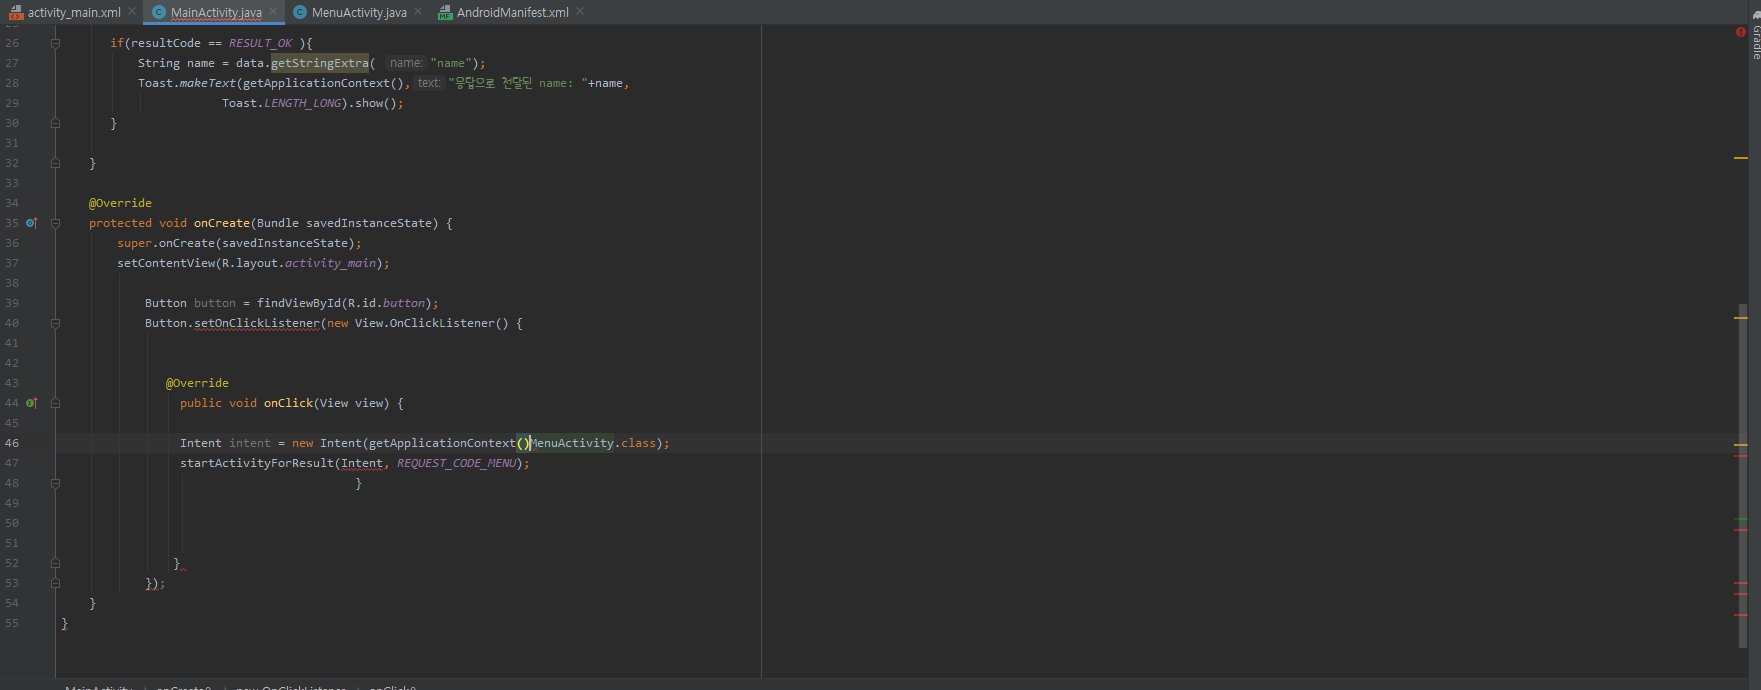 activity_main.xml MainActivity.java MenuActivity.java AndroidManifest.xml
Gradle
26 if(resultCode == RESULT_OK ){
27 String name = data.getStringExtra( name: "name");
28 Toast.makeText(getApplicationContext(), text: "응답으로 전달된 name: "+name,
29 Toast.LENGTH_LONG).show();
30 }
31
32 }
33
34 @Override
35 protected void onCreate(Bundle savedInstanceState) {
36 super.onCreate(savedInstanceState);
37 setContentView(R.layout.activity_main);
38
39 Button button = findViewById(R.id.button);
40 Button.setOnClickListener(new View.OnClickListener() {
41
42
43 @Override
44 public void onClick(View view) {
45
46 Intent intent = new Intent(getApplicationContext()MenuActivity.class);
47 startActivityForResult(Intent, REQUEST_CODE_MENU);
48 }
49
50
51
52 }
53 });
54 }
55 }
MainActivity onCreate() new OnClickListener onClick()